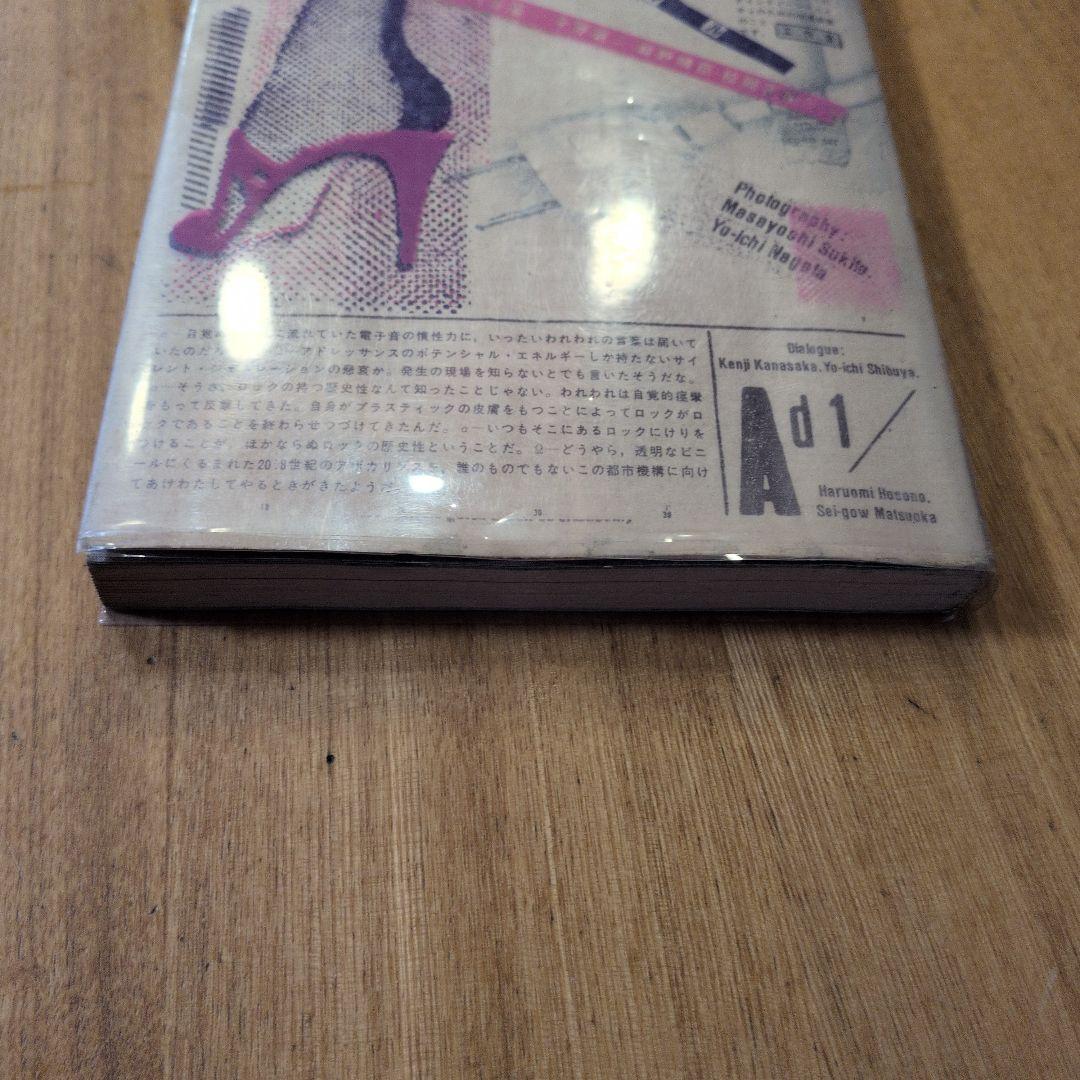 Photography:
Masayoshi Sukita.
Yo-ichi Nagata
流れていた電子音の慣性力に，いったいわれわれの言葉は届いて
いたのだ アドレッサンスのポテンシャル・エネルギーしか持たないサイ
レント・ジェネレーションの悲哀か。発生の現場を知らないとでも言いたそうだな。
そうさ，ロックの持つ歴史性なんて知ったことじゃない。われわれは自覚的痙攣
をもって反撃してきた。自身がプラスティックの皮膚をもつことによってロックがロ
ックであることを終わらせつづけてきたんだ。α—いつもそこにあるロックにけりを
つけることが，ほかならぬロックの歴史性ということだ。Ω—どうやら，透明なビニ
ールにくるまれた20.8世紀のアポカリプスを，誰のものでもないこの都市機構に向け
てあけわたしてやるときがきたようだ
Dialogue:
Kenji Kanasaka. Yo-ichi Shibuya.
Ad 1/
Haruomi Hosono.
Sei-gow Matsuoka